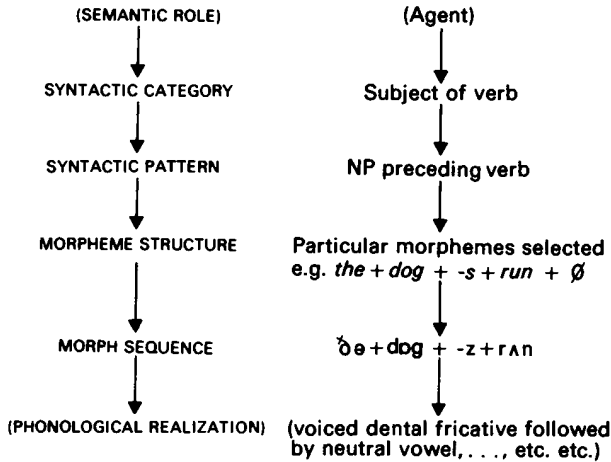 (SEMANTIC ROLE) (Agent)
SYNTACTIC CATEGORY Subject of verb
SYNTACTIC PATTERN NP preceding verb
MORPHEME STRUCTURE Particular morphemes selected
e.g. the + dog + -s + run + Ø
MORPH SEQUENCE ðə + dɒg + -z + rʌn
(PHONOLOGICAL REALIZATION) (voiced dental fricative followed
by neutral vowel, . . ., etc. etc.)